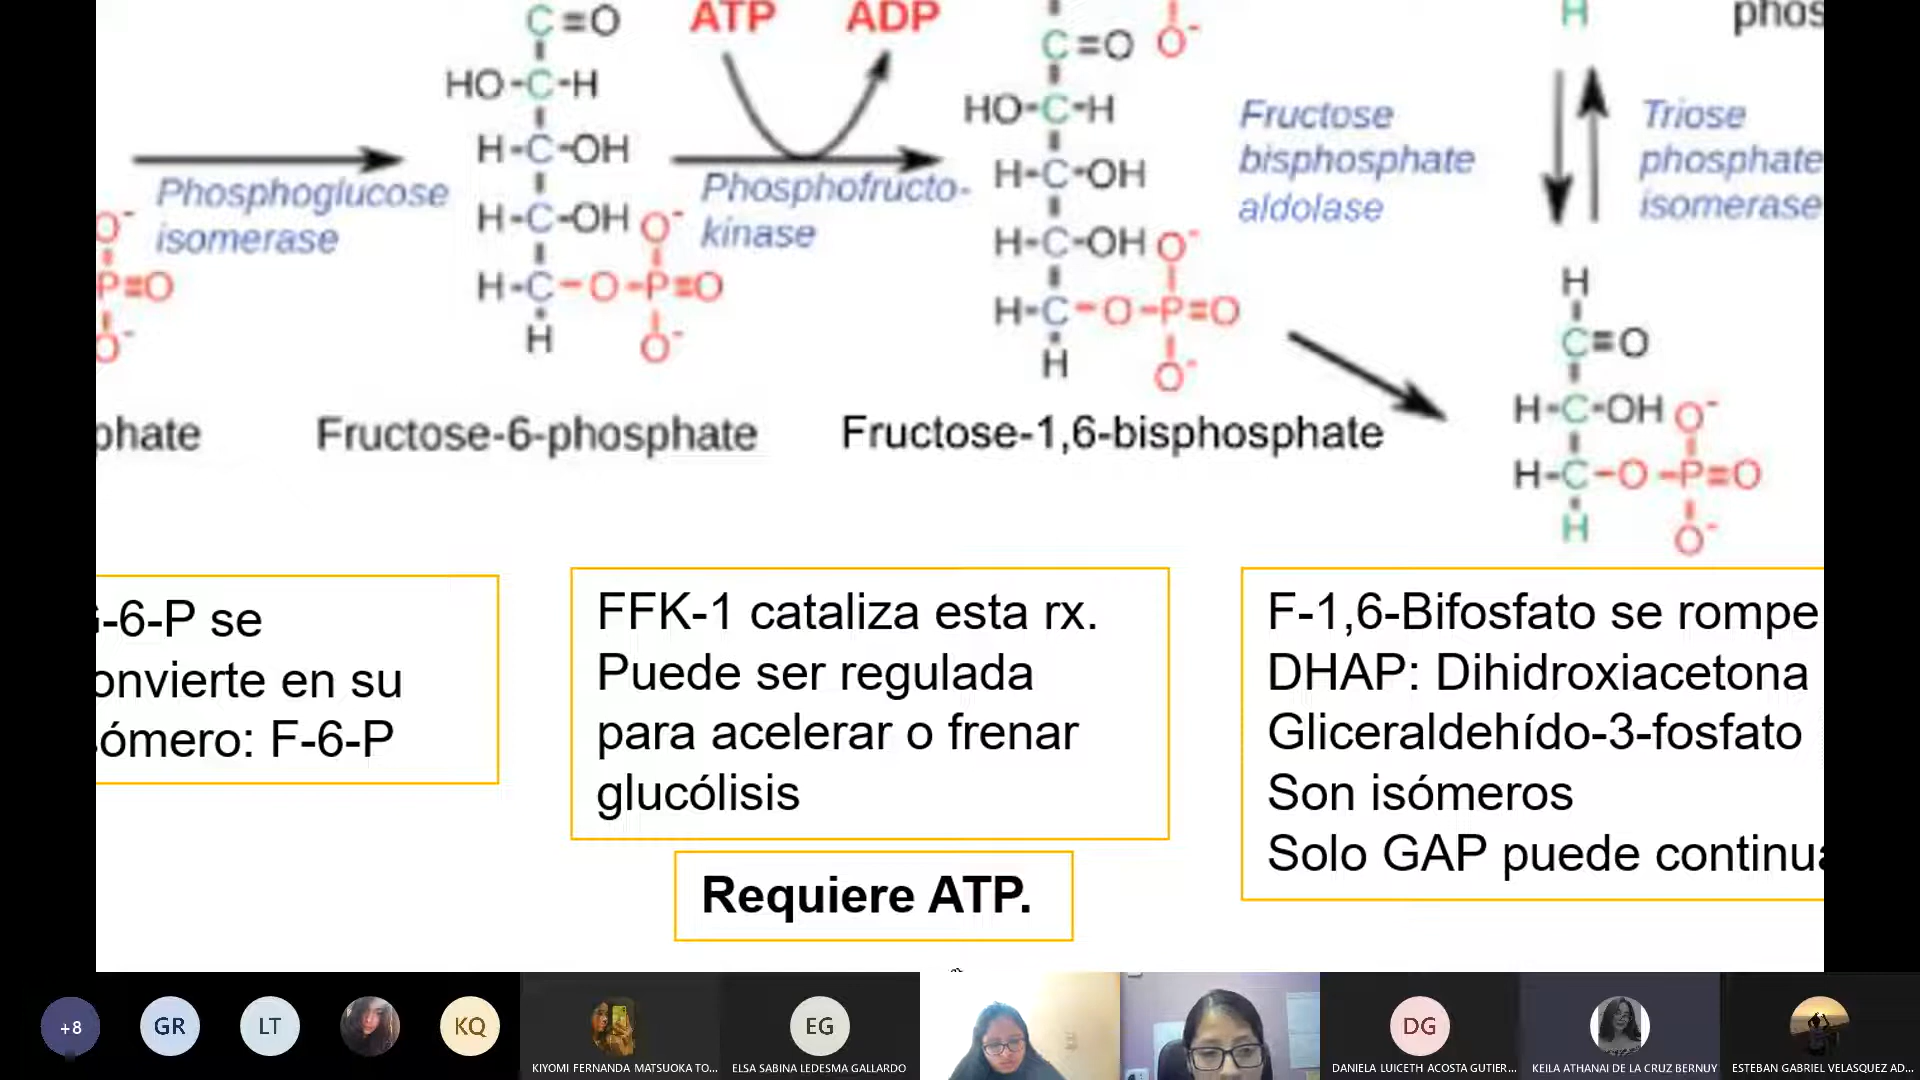 C=O
ATP ADP
C=O O-
H
phos
HO-C-H
HO-C-H
H-C-OH
H-C-OH
H-C-OH O-
H-C-OH O-
H-C-O-P=O
H-C-O-P=O
H
O-
H
O-
O-
P=O
O-
Phosphoglucose
isomerase
Phosphofructo-
kinase
Fructose
bisphosphate
aldolase
Triose
phosphate
isomerase
H
C=O
H-C-OH O-
H-C-O-P=O
H
O-
phate
Fructose-6-phosphate
Fructose-1,6-bisphosphate
-6-P se
onvierte en su
ómero: F-6-P
FFK-1 cataliza esta rx.
Puede ser regulada
para acelerar o frenar
glucólisis
Requiere ATP.
F-1,6-Bifosfato se rompe
DHAP: Dihidroxiacetona
Gliceraldehído-3-fosfato
Son isómeros
Solo GAP puede continua
+8
GR
LT
KQ
KIYOMI FERNANDA MATSUOKA TO...
EG
ELSA SABINA LEDESMA GALLARDO
DG
DANIELA LUICETH ACOSTA GUTIER...
KEILA ATHANAI DE LA CRUZ BERNUY
ESTEBAN GABRIEL VELASQUEZ AD...